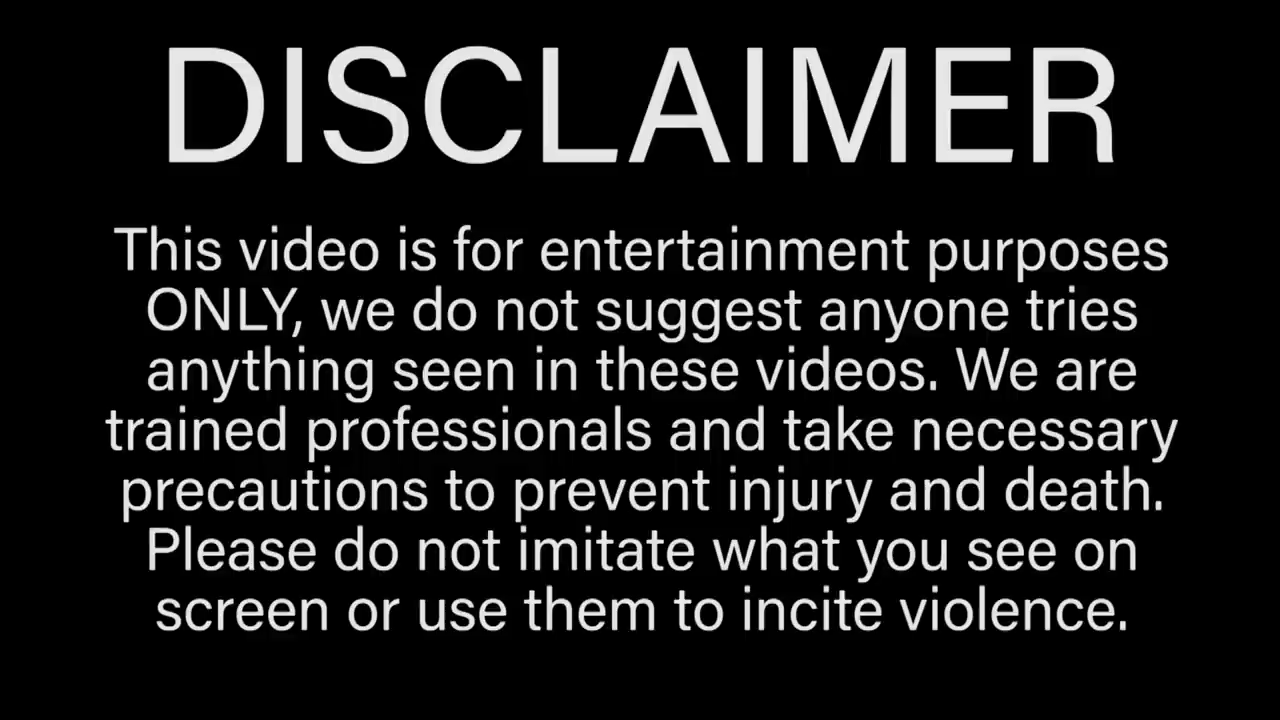 DISCLAIMER
This video is for entertainment purposes
ONLY, we do not suggest anyone tries
anything seen in these videos. We are
trained professionals and take necessary
precautions to prevent injury and death.
Please do not imitate what you see on
screen or use them to incite violence.